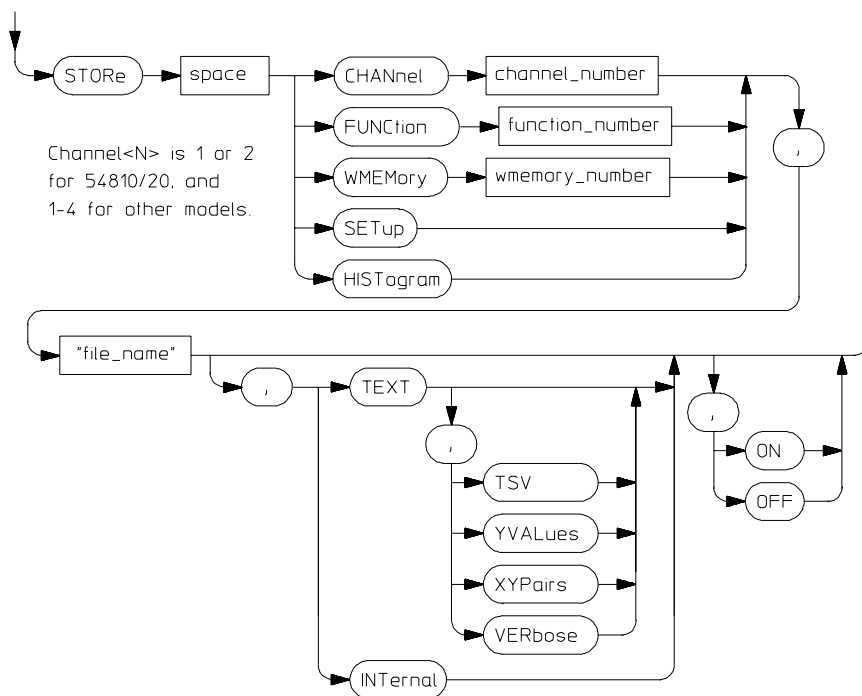 STORe space CHANnel channel_number
FUNCtion function_number
,
Channel<N> is 1 or 2
for 54810/20, and
1-4 for other models.
WMEMory wmemory_number
SETup
HISTogram
"file_name"
, TEXT
,
,
TSV
YVALues
XYPairs
VERbose
ON
OFF
INTernal